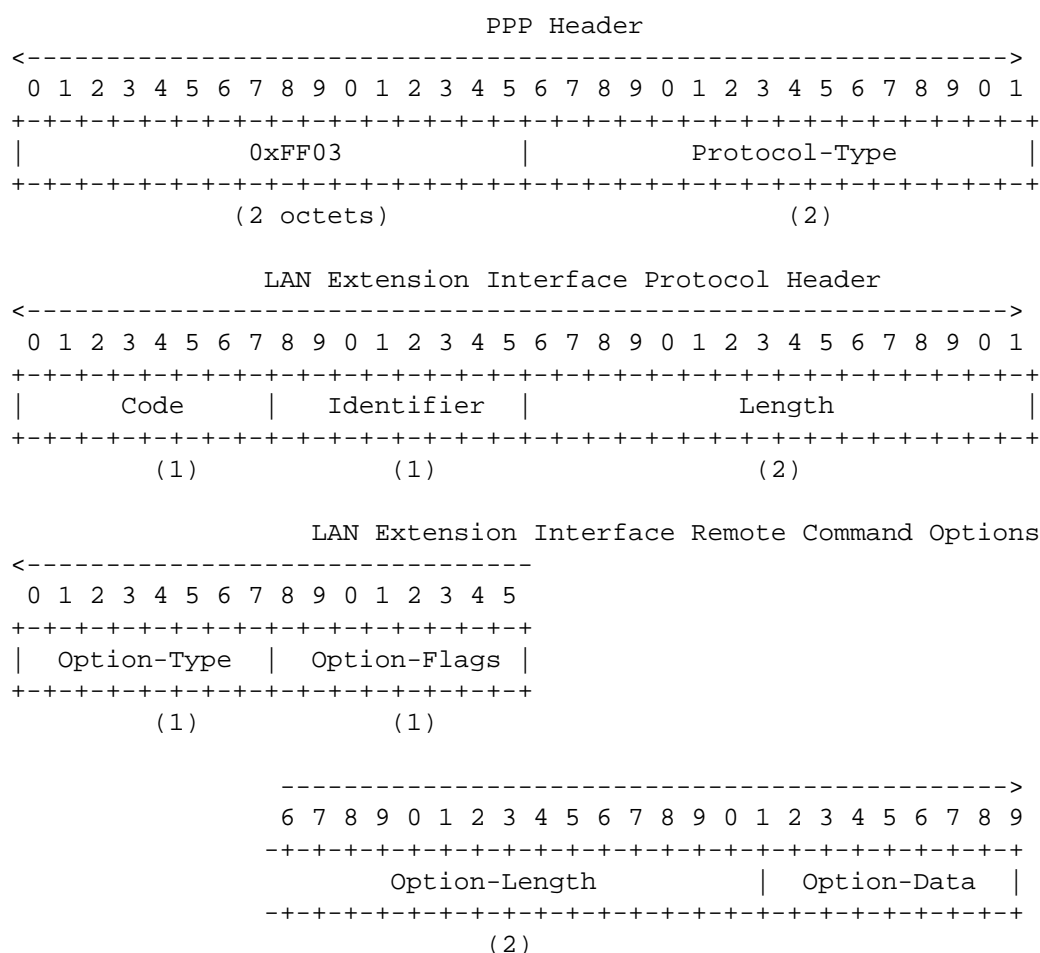 PPP Header
<--------------------------------------------------------------->
 0 1 2 3 4 5 6 7 8 9 0 1 2 3 4 5 6 7 8 9 0 1 2 3 4 5 6 7 8 9 0 1
+-+-+-+-+-+-+-+-+-+-+-+-+-+-+-+-+-+-+-+-+-+-+-+-+-+-+-+-+-+-+-+-+
|              0xFF03            |          Protocol-Type        |
+-+-+-+-+-+-+-+-+-+-+-+-+-+-+-+-+-+-+-+-+-+-+-+-+-+-+-+-+-+-+-+-+
              (2 octets)                          (2)
                LAN Extension Interface Protocol Header
<--------------------------------------------------------------->
 0 1 2 3 4 5 6 7 8 9 0 1 2 3 4 5 6 7 8 9 0 1 2 3 4 5 6 7 8 9 0 1
+-+-+-+-+-+-+-+-+-+-+-+-+-+-+-+-+-+-+-+-+-+-+-+-+-+-+-+-+-+-+-+-+
|      Code      |   Identifier  |             Length            |
+-+-+-+-+-+-+-+-+-+-+-+-+-+-+-+-+-+-+-+-+-+-+-+-+-+-+-+-+-+-+-+-+
         (1)            (1)                     (2)
                   LAN Extension Interface Remote Command Options
<--------------------------------
 0 1 2 3 4 5 6 7 8 9 0 1 2 3 4 5
+-+-+-+-+-+-+-+-+-+-+-+-+-+-+-+-+
|  Option-Type  |  Option-Flags |
+-+-+-+-+-+-+-+-+-+-+-+-+-+-+-+-+
         (1)            (1)
                 ----------------------------------------------->
                 6 7 8 9 0 1 2 3 4 5 6 7 8 9 0 1 2 3 4 5 6 7 8 9
                -+-+-+-+-+-+-+-+-+-+-+-+-+-+-+-+-+-+-+-+-+-+-+-+
                        Option-Length          |  Option-Data  |
                -+-+-+-+-+-+-+-+-+-+-+-+-+-+-+-+-+-+-+-+-+-+-+-+
                              (2)